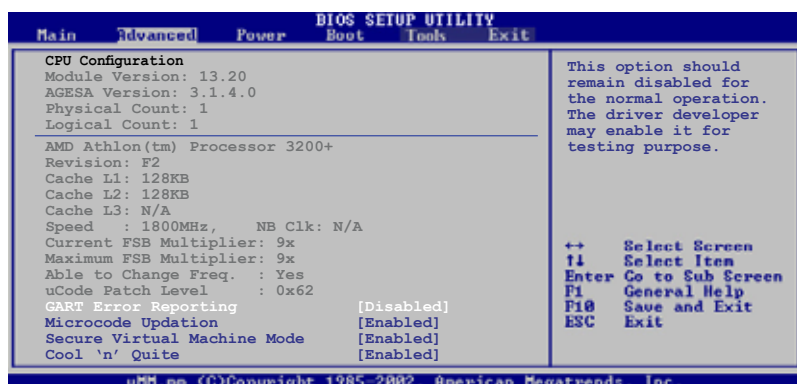 BIOS SETUP UTILITY
Main Advanced Power Boot Tools Exit
CPU Configuration
Module Version: 13.20
AGESA Version: 3.1.4.0
Physical Count: 1
Logical Count: 1
AMD Athlon(tm) Processor 3200+
Revision: F2
Cache L1: 128KB
Cache L2: 128KB
Cache L3: N/A
Speed : 1800MHz, NB Clk: N/A
Current FSB Multiplier: 9x
Maximum FSB Multiplier: 9x
Able to Change Freq. : Yes
uCode Patch Level : 0x62
GART Error Reporting [Disabled]
Microcode Updation [Enabled]
Secure Virtual Machine Mode [Enabled]
Cool ‘n’ Quite [Enabled]
This option should
remain disabled for
the normal operation.
The driver developer
may enable it for
testing purpose.
↔ Select Screen
↑↓ Select Item
Enter Go to Sub Screen
F1 General Help
F10 Save and Exit
ESC Exit
(C)Copyright 1985-2002, American Megatrends, Inc